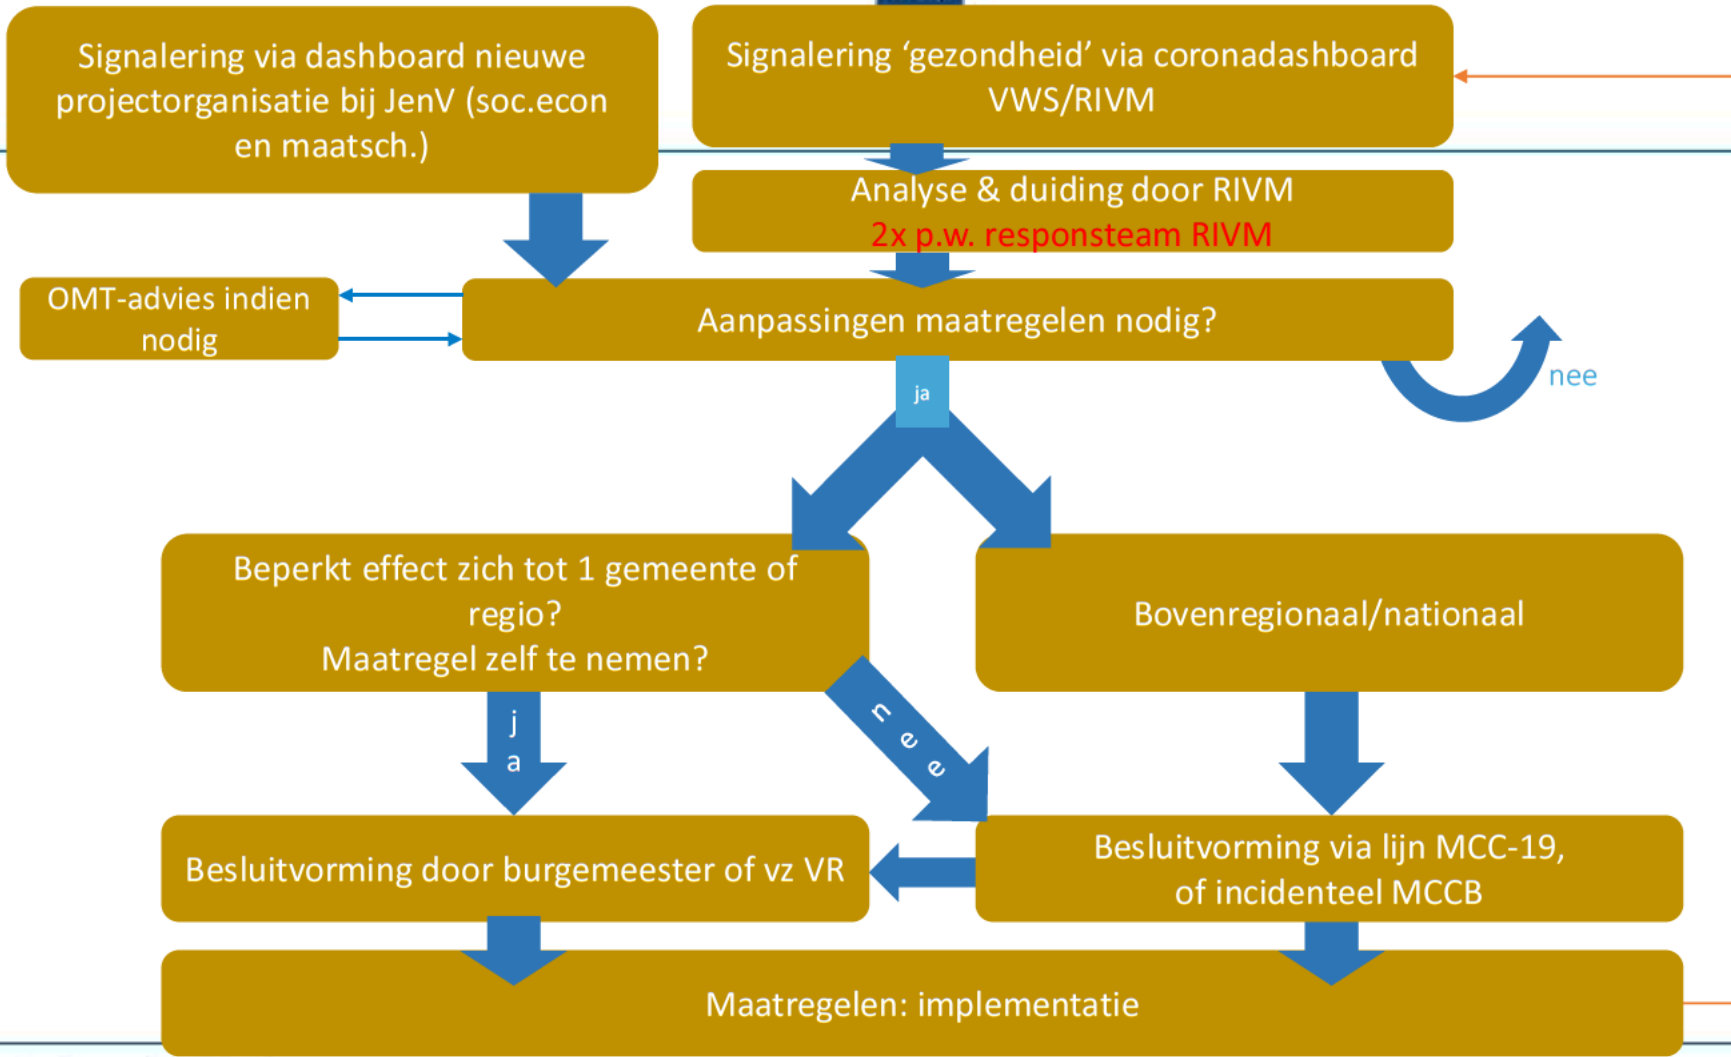 Signalering via dashboard nieuwe
projectorganisatie bij JenV (soc.econ
en maatsch.)
Signalering ‘gezondheid’ via coronadashboard
VWS/RIVM
Analyse & duiding door RIVM
2x p.w. responsteam RIVM
OMT-advies indien
nodig
Aanpassingen maatregelen nodig?
nee
ja
Beperkt effect zich tot 1 gemeente of
regio?
Maatregel zelf te nemen?
Bovenregionaal/nationaal
ja
nee
Besluitvorming door burgemeester of vz VR
Besluitvorming via lijn MCC-19,
of incidenteel MCCB
Maatregelen: implementatie